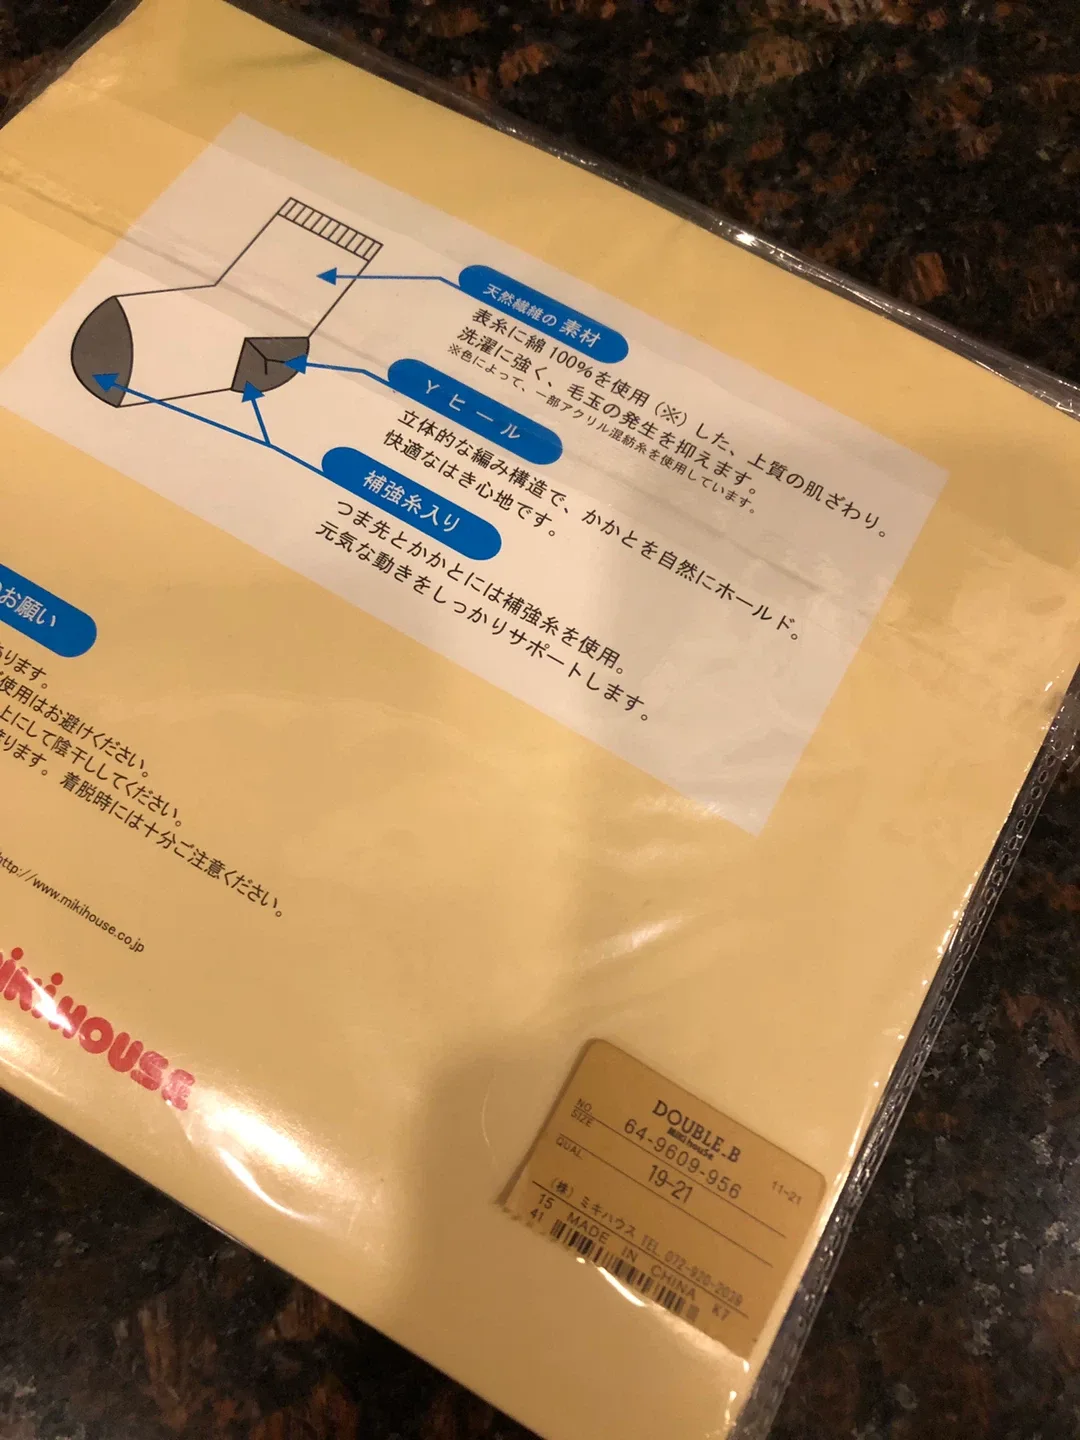 天然繊維の 素材
表糸に綿100%を使用（※）した、上質の肌ざわり。
洗濯に強く、毛玉の発生を抑えます。
※色によって、一部アクリル混紡糸を使用しています。
Yヒール
立体的な編み構造で、かかとを自然にホールド。
快適なはき心地です。
補強糸入り
つま先とかかとには補強糸を使用。
元気な動きをしっかりサポートします。
お願い
あります。
使用はお避けください。
上にして陰干ししてください。
ります。着脱時には十分ご注意ください。
http://www.mikihouse.co.jp
mikiHOUSE
DOUBLE.B
miki house
NO. 64-9609-956 11-21
SIZE 19-21
QUAL
（株）ミキハウス TEL 072-920-2039
15 MADE IN CHINA K7
41